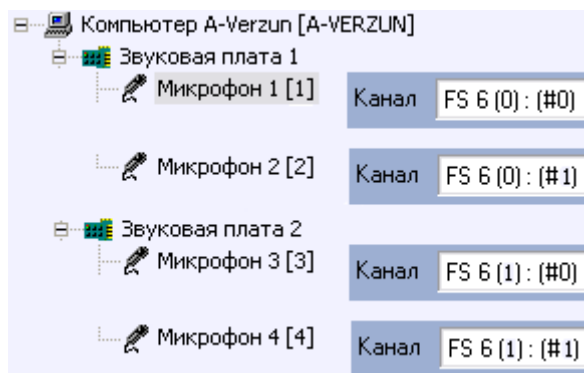 Компьютер A-Verzun [A-VERZUN]
Звуковая плата 1
Микрофон 1 [1]
Канал FS 6 (0) : (#0)
Микрофон 2 [2]
Канал FS 6 (0) : (#1)
Звуковая плата 2
Микрофон 3 [3]
Канал FS 6 (1) : (#0)
Микрофон 4 [4]
Канал FS 6 (1) : (#1)